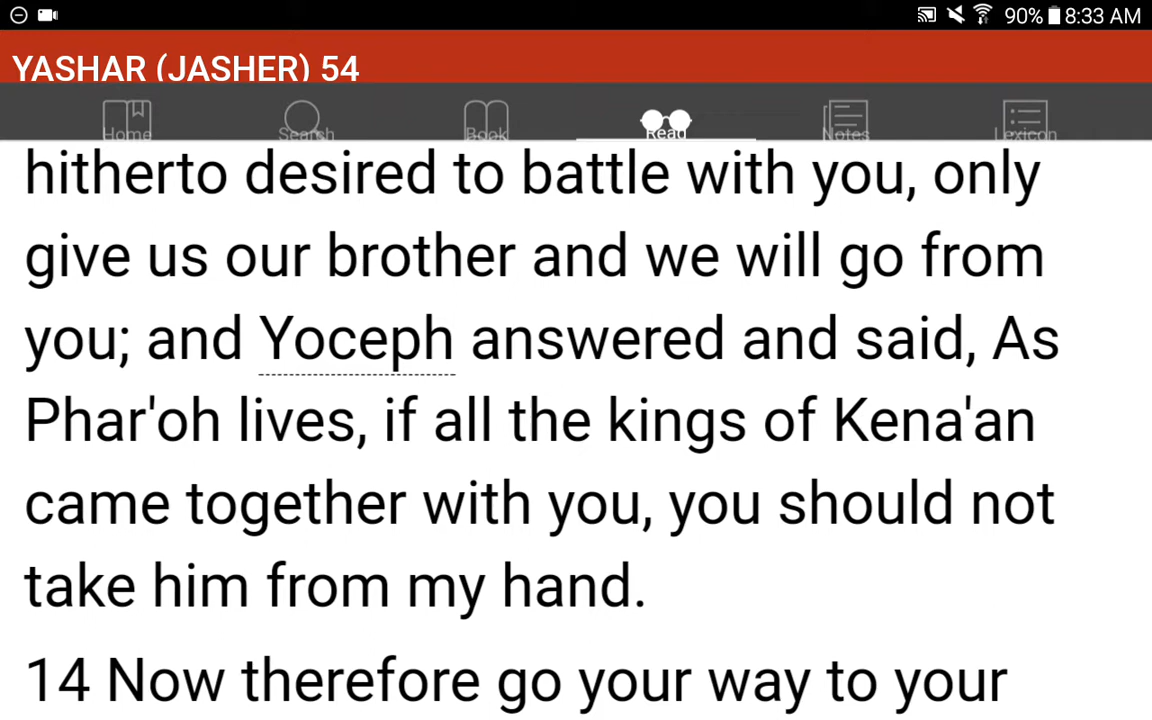 90% 8:33 AM
YASHAR (JASHER) 54
Home Search Book Read Notes Lexicon
hitherto desired to battle with you, only
give us our brother and we will go from
you; and Yoceph answered and said, As
Phar'oh lives, if all the kings of Kena'an
came together with you, you should not
take him from my hand.
14 Now therefore go your way to your